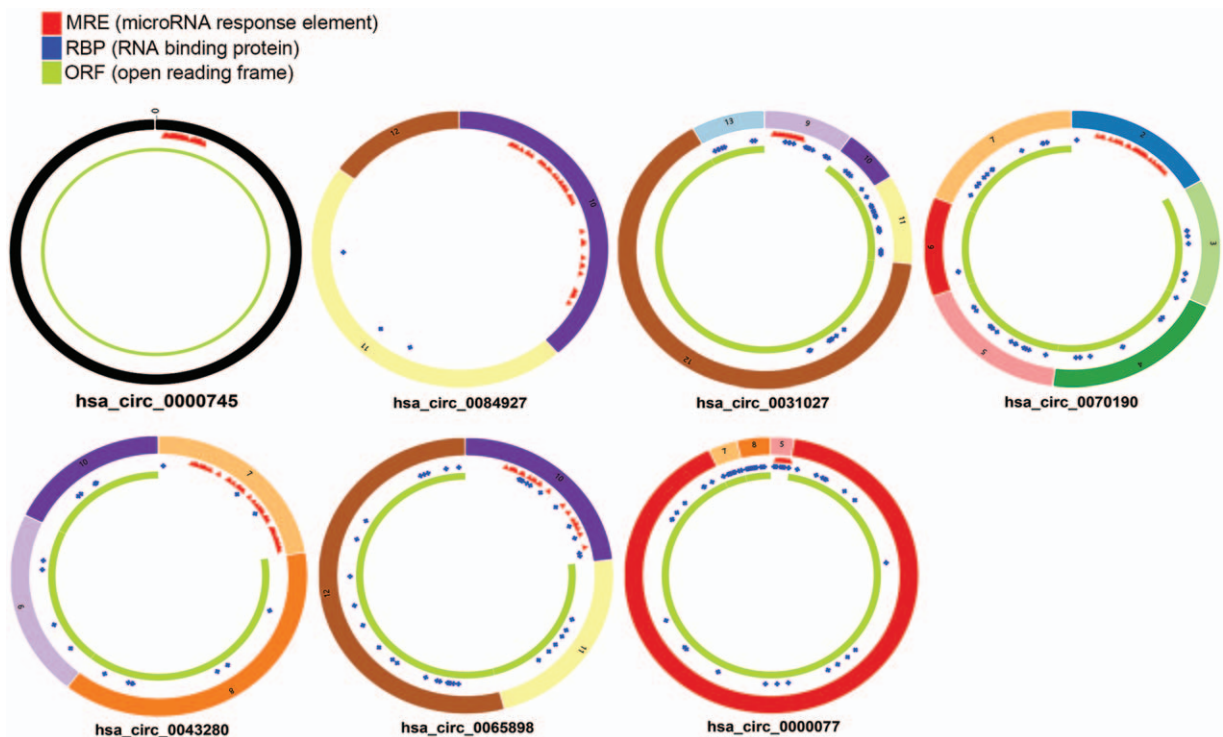 MRE (microRNA response element)
RBP (RNA binding protein)
ORF (open reading frame)
0
hsa_circ_0000745
12
10
11
hsa_circ_0084927
13
9
10
11
12
hsa_circ_0031027
7
2
3
4
5
6
hsa_circ_0070190
10
7
9
8
hsa_circ_0043280
10
11
12
hsa_circ_0065898
7
8
5
hsa_circ_0000077